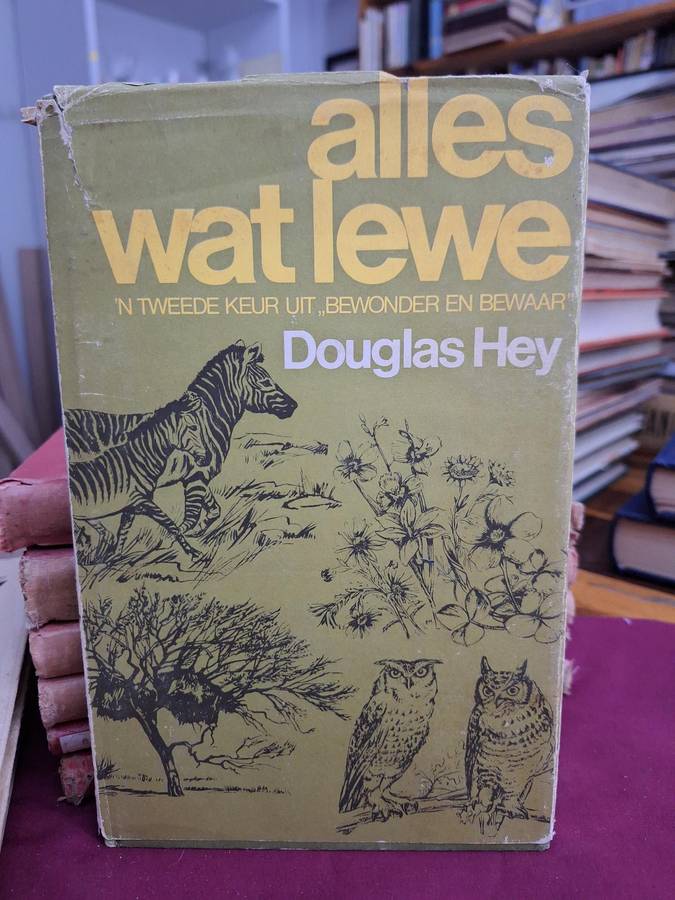 alles
wat lewe
'N TWEEDE KEUR UIT „BEWONDER EN BEWAAR"
Douglas Hey